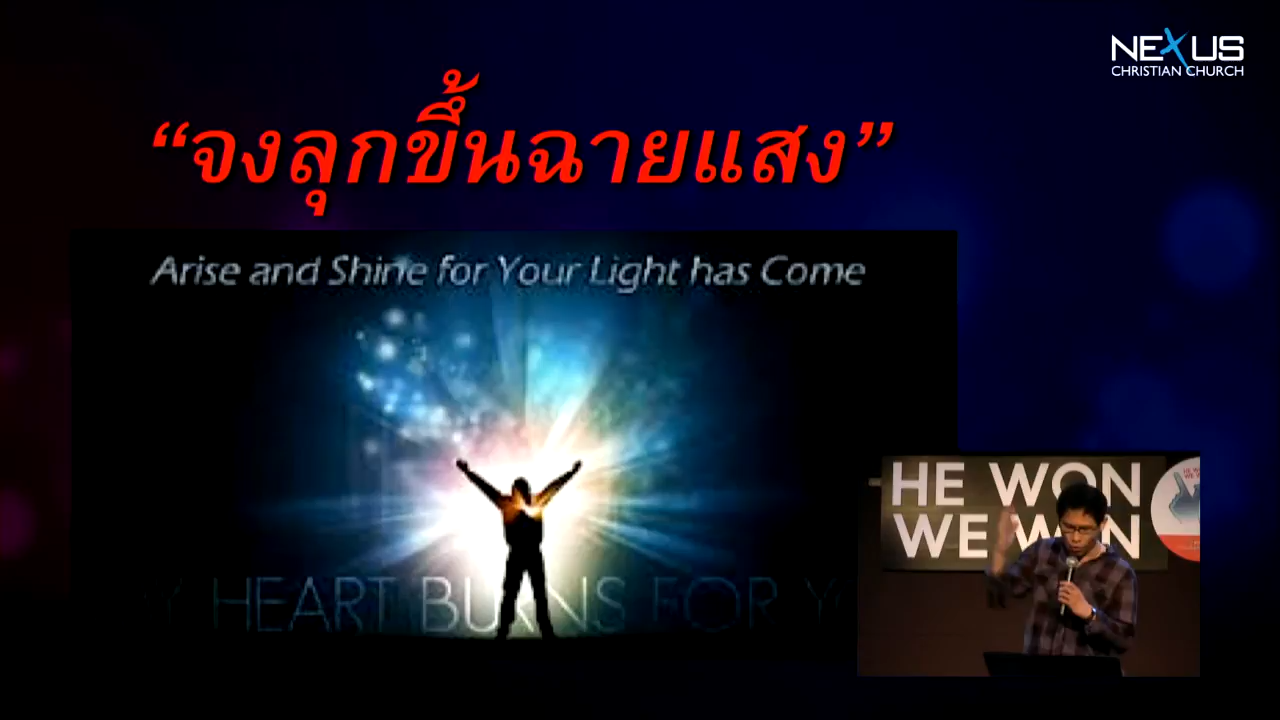 NEXUS
CHRISTIAN CHURCH
“จงลุกขึ้นฉายแสง”
Arise and Shine for Your Light has Come
HEART BURNS FOR
HE WON
WE WON